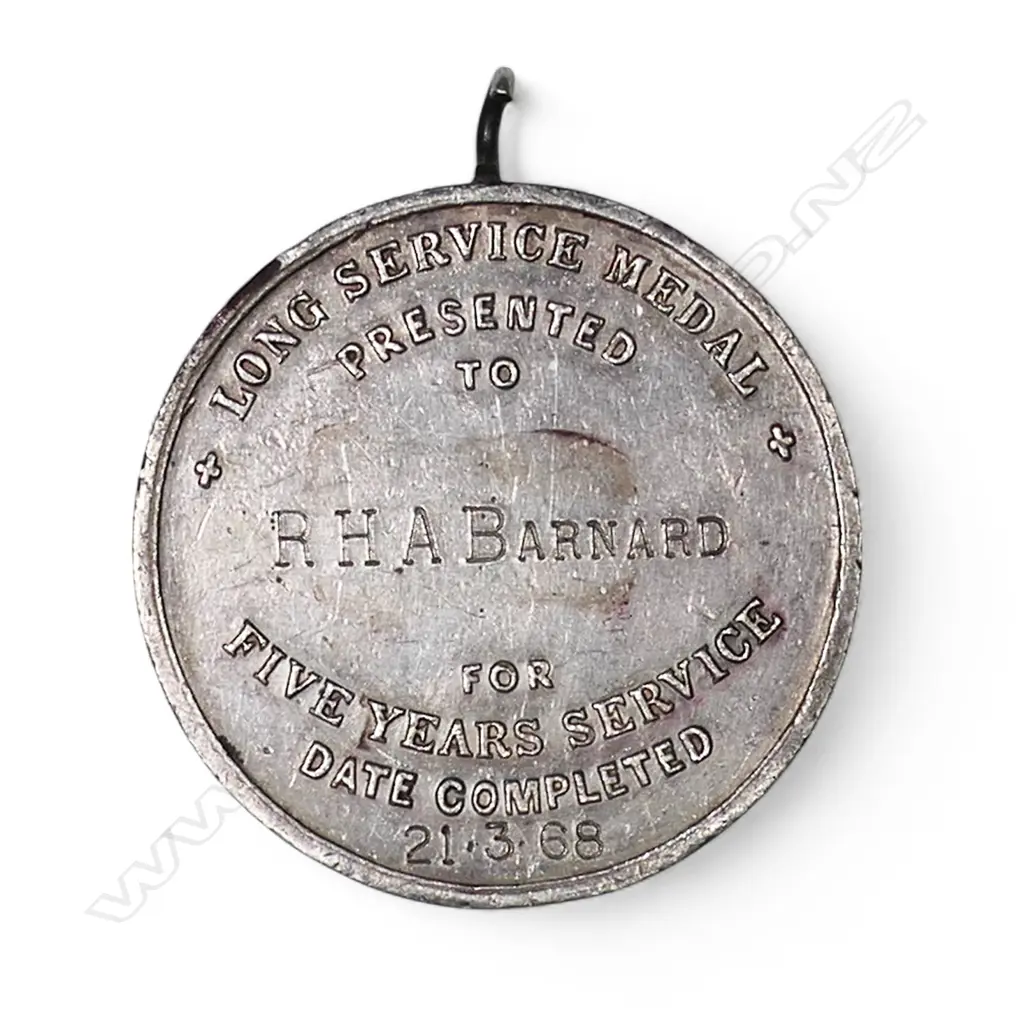 LONG SERVICE MEDAL
PRESENTED
TO
R H A BARNARD
FOR
FIVE YEARS SERVICE
DATE COMPLETED
21·3·68